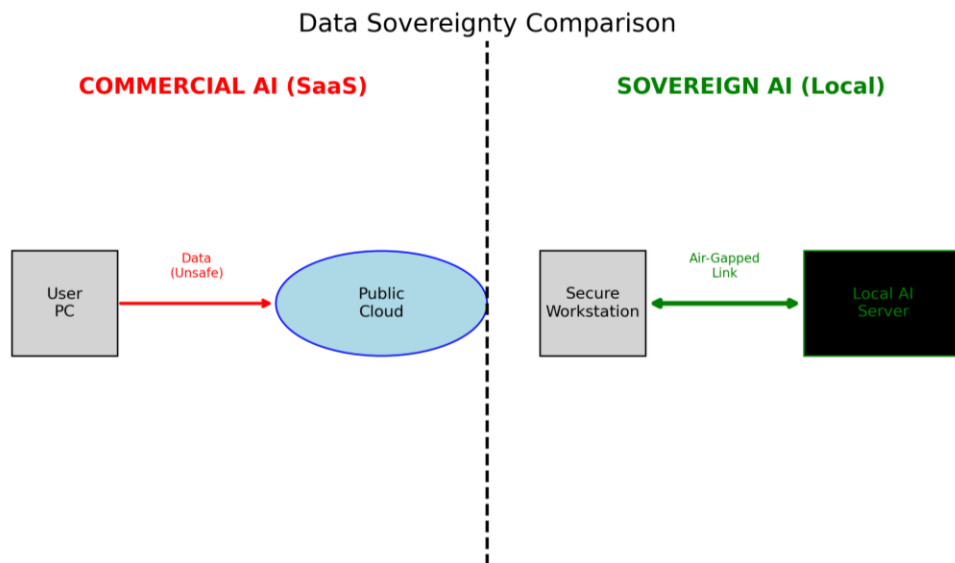 Data Sovereignty Comparison
COMMERCIAL AI (SaaS)
SOVEREIGN AI (Local)
User
PC
Data
(Unsafe)
Public
Cloud
Secure
Workstation
Air-Gapped
Link
Local AI
Server